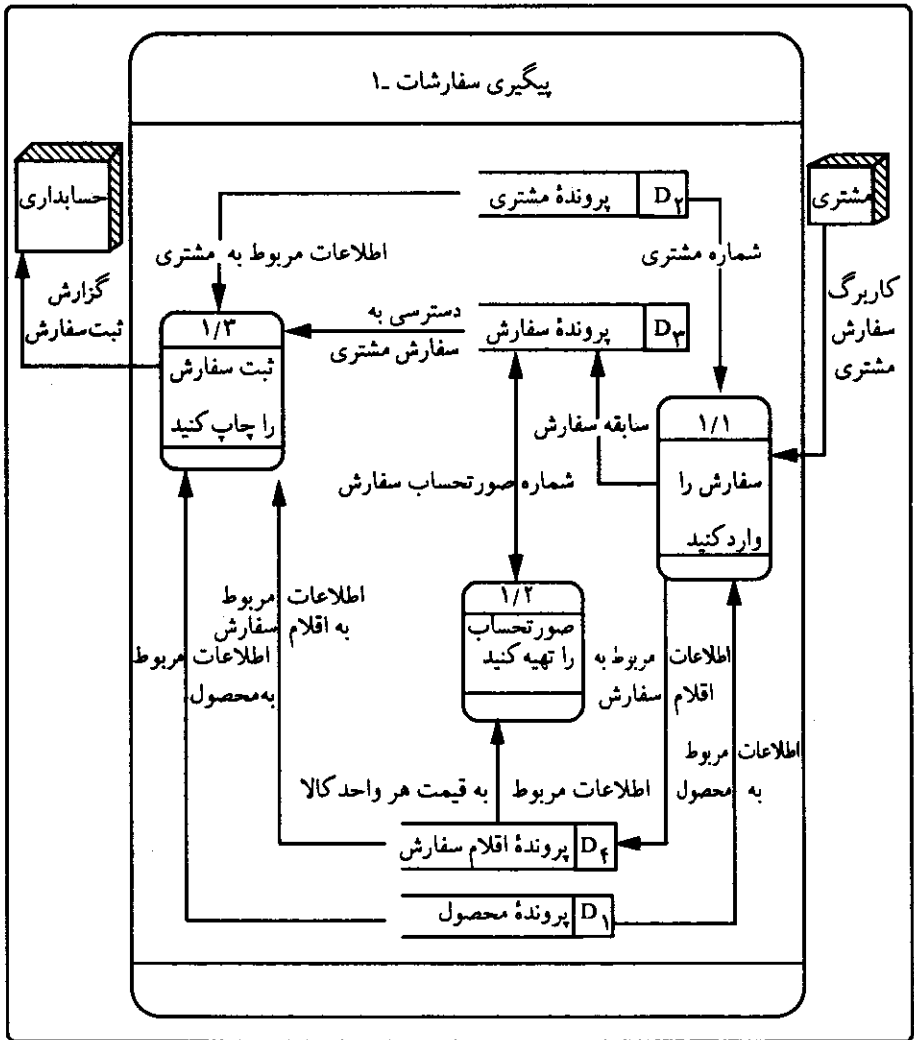 پیگیری سفارشات ـ۱
مشتری
حسابداری
D۲ پروندهٔ مشتری
شماره مشتری
اطلاعات مربوط به مشتری
کاربرگ
سفارش
مشتری
گزارش
ثبت سفارش
D۳ پروندهٔ سفارش
دسترسی به
سفارش مشتری
۱/۳
ثبت سفارش
را چاپ کنید
۱/۱
سفارش را
وارد کنید
سابقه سفارش
شماره صورتحساب سفارش
۱/۲
صورتحساب
را تهیه کنید
اطلاعات مربوط
به اقلام سفارش
اطلاعات مربوط
به محصول
اطلاعات مربوط به
اقلام سفارش
اطلاعات مربوط
به محصول
اطلاعات مربوط به قیمت هر واحد کالا
D۴ پروندهٔ اقلام سفارش
D۱ پروندهٔ محصول